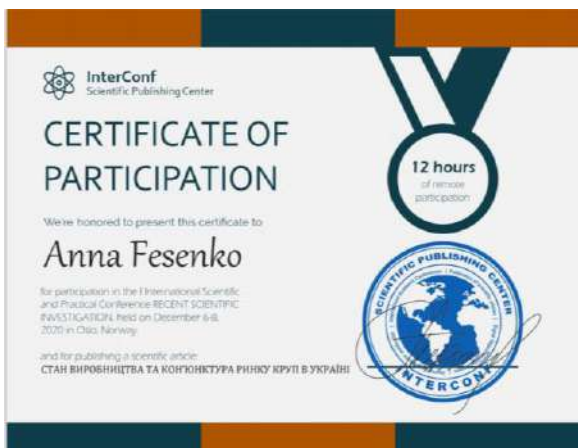 InterConf
Scientific Publishing Center
CERTIFICATE OF
PARTICIPATION
12 hours
of remote
participation
We're honored to present this certificate to
Anna Fesenko
for participation in the I International Scientific
and Practical Conference RECENT SCIENTIFIC
INVESTIGATION, held on December 6-8,
2020 in Oslo, Norway
and for publishing a scientific article:
СТАН ВИРОБНИЦТВА ТА КОН'ЮНКТУРА РИНКУ КРУП В УКРАЇНІ
SCIENTIFIC PUBLISHING CENTER
INTERCONF